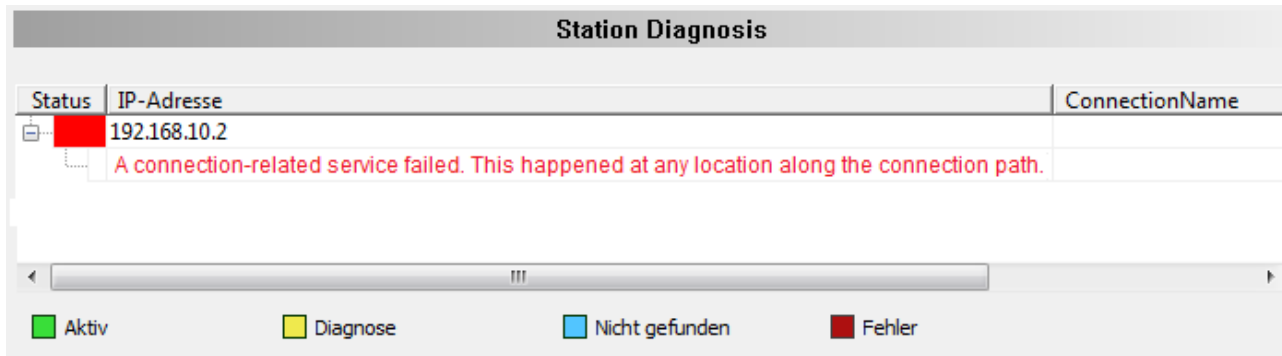 Station Diagnosis
Status IP-Adresse ConnectionName
192.168.10.2
A connection-related service failed. This happened at any location along the connection path.
Aktiv Diagnose Nicht gefunden Fehler